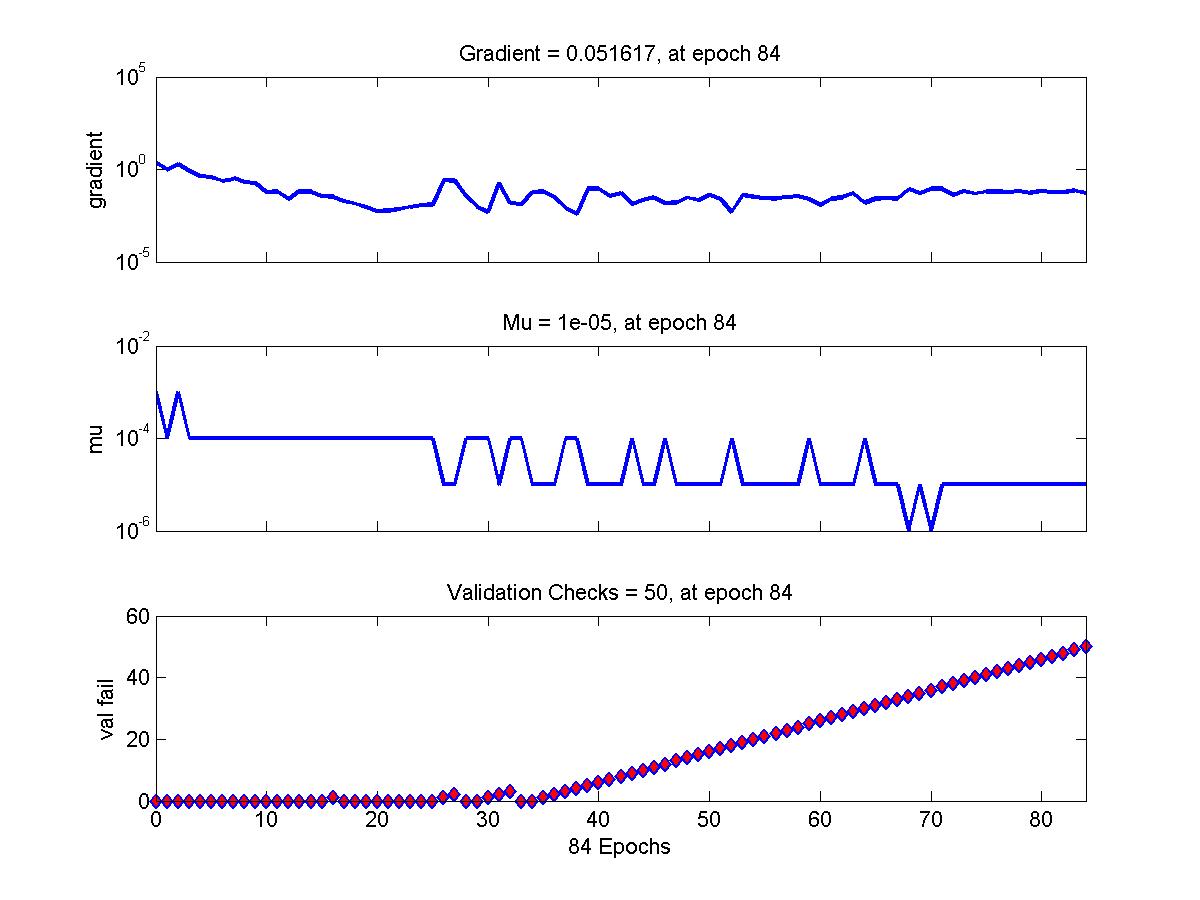 Gradient = 0.051617, at epoch 84
10^5
10^0
10^-5
gradient
Mu = 1e-05, at epoch 84
10^-2
10^-4
10^-6
mu
Validation Checks = 50, at epoch 84
60
40
20
0
val fail
0 10 20 30 40 50 60 70 80
84 Epochs